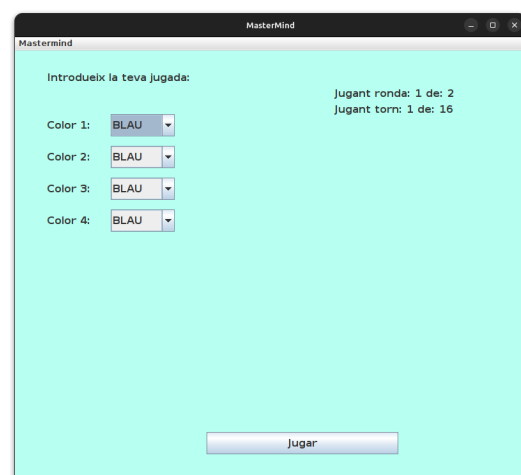 MasterMind
Mastermind
Introdueix la teva jugada:
Jugant ronda: 1 de: 2
Jugant torn: 1 de: 16
Color 1: BLAU
Color 2: BLAU
Color 3: BLAU
Color 4: BLAU
Jugar